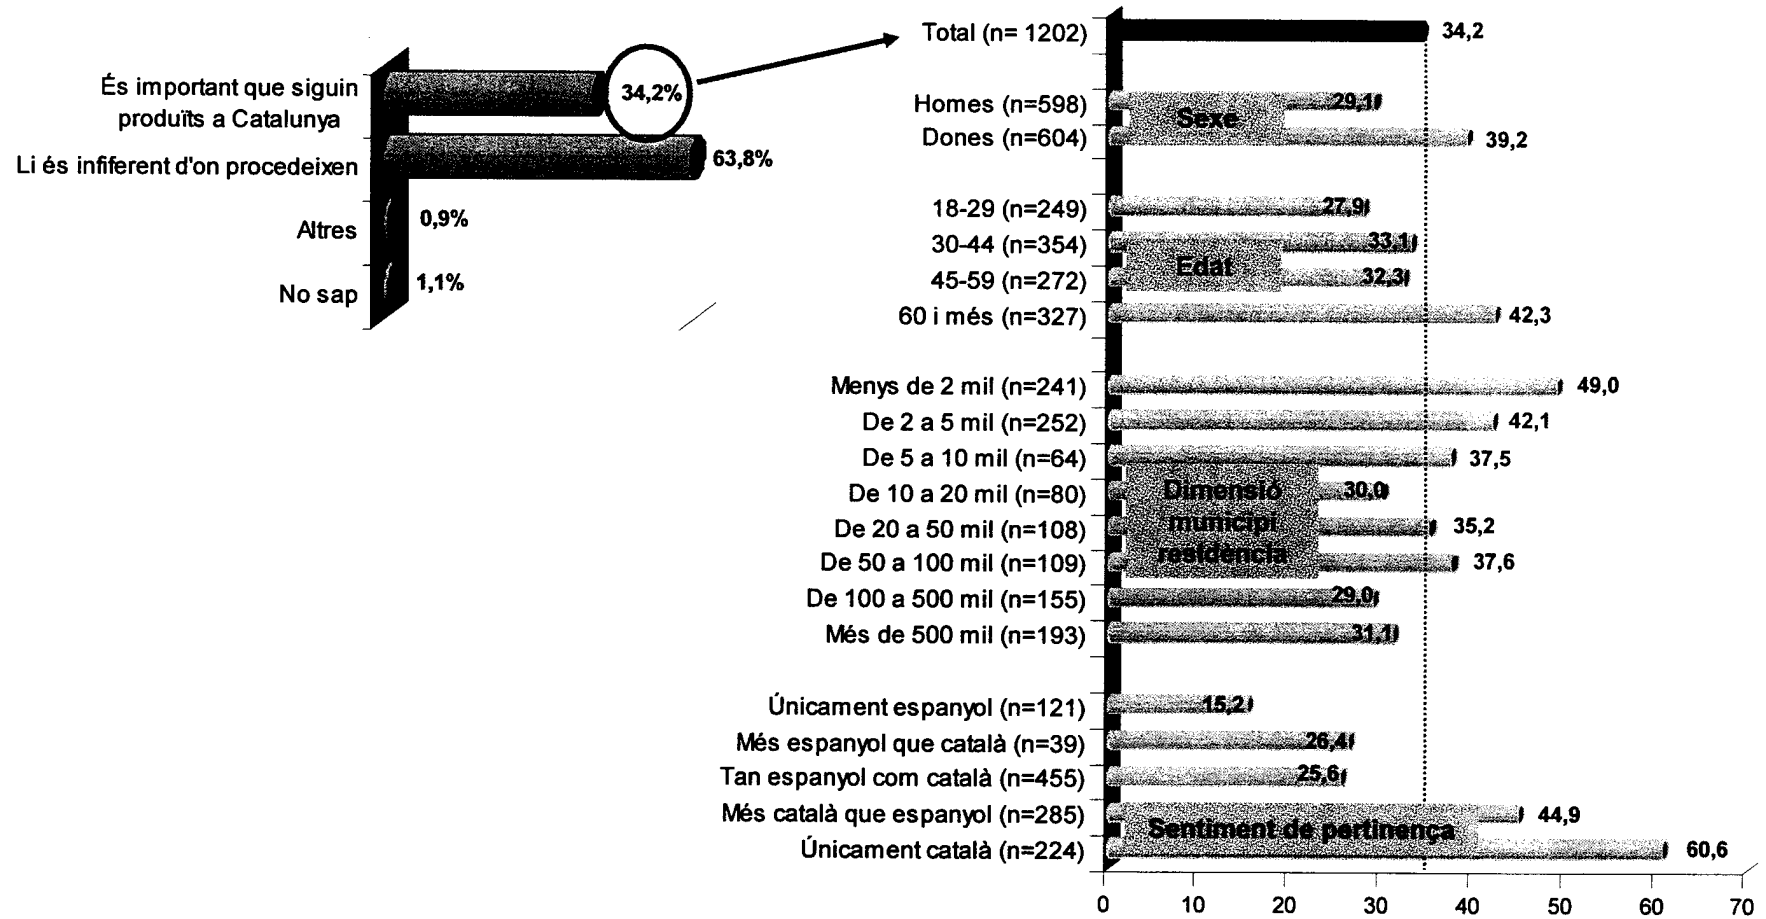 És important que siguin
produïts a Catalunya
34,2%
Li és infiferent d'on procedeixen
63,8%
Altres
0,9%
No sap
1,1%
Total (n= 1202)
34,2
Homes (n=598)
29,1
Sexe
Dones (n=604)
39,2
18-29 (n=249)
27,9
30-44 (n=354)
33,1
Edat
45-59 (n=272)
32,3
60 i més (n=327)
42,3
Menys de 2 mil (n=241)
49,0
De 2 a 5 mil (n=252)
42,1
De 5 a 10 mil (n=64)
37,5
De 10 a 20 mil (n=80)
30,0
Dimensió
municipi
residència
De 20 a 50 mil (n=108)
35,2
De 50 a 100 mil (n=109)
37,6
De 100 a 500 mil (n=155)
29,0
Més de 500 mil (n=193)
31,1
Únicament espanyol (n=121)
15,2
Més espanyol que català (n=39)
26,4
Tan espanyol com català (n=455)
25,6
Més català que espanyol (n=285)
44,9
Sentiment de pertinença
Únicament català (n=224)
60,6
0 10 20 30 40 50 60 70